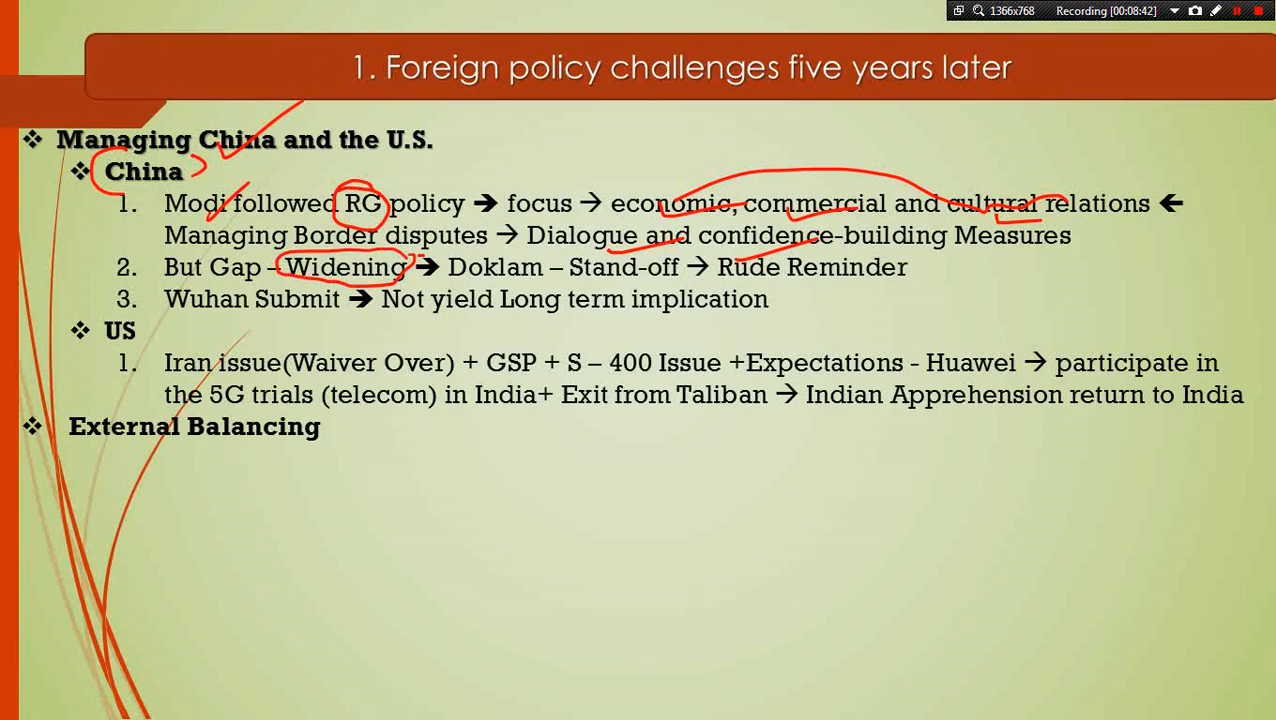 1366x768 Recording [00:08:42]
1. Foreign policy challenges five years later
❖ Managing China and the U.S.
❖ China
1. Modi followed RG policy ➔ focus → economic, commercial and cultural relations 🡰
Managing Border disputes → Dialogue and confidence-building Measures
2. But Gap – Widening ➔ Doklam – Stand-off → Rude Reminder
3. Wuhan Submit ➔ Not yield Long term implication
❖ US
1. Iran issue(Waiver Over) + GSP + S – 400 Issue +Expectations - Huawei → participate in
the 5G trials (telecom) in India+ Exit from Taliban → Indian Apprehension return to India
❖ External Balancing